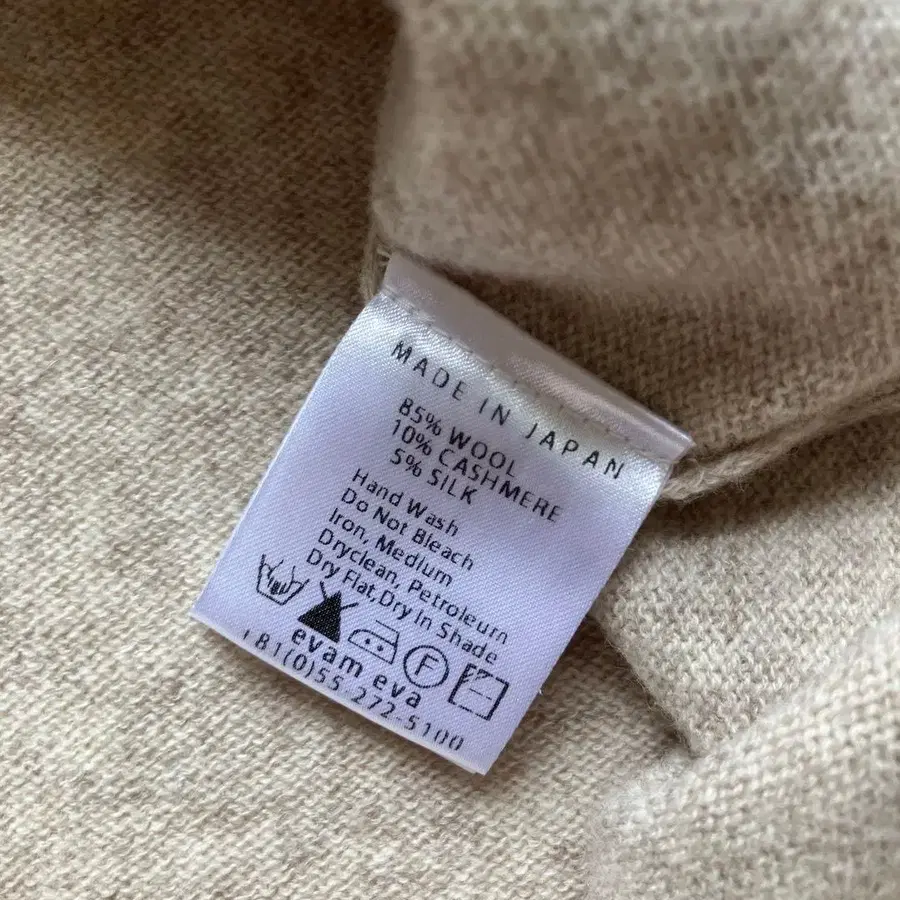 MADE IN JAPAN
85% WOOL
10% CASHMERE
5% SILK
Hand Wash
Do Not Bleach
Iron, Medium
Dryclean, Petroleurn
Dry Flat,Dry in Shade
F
evam eva
81(0)55-272-5100